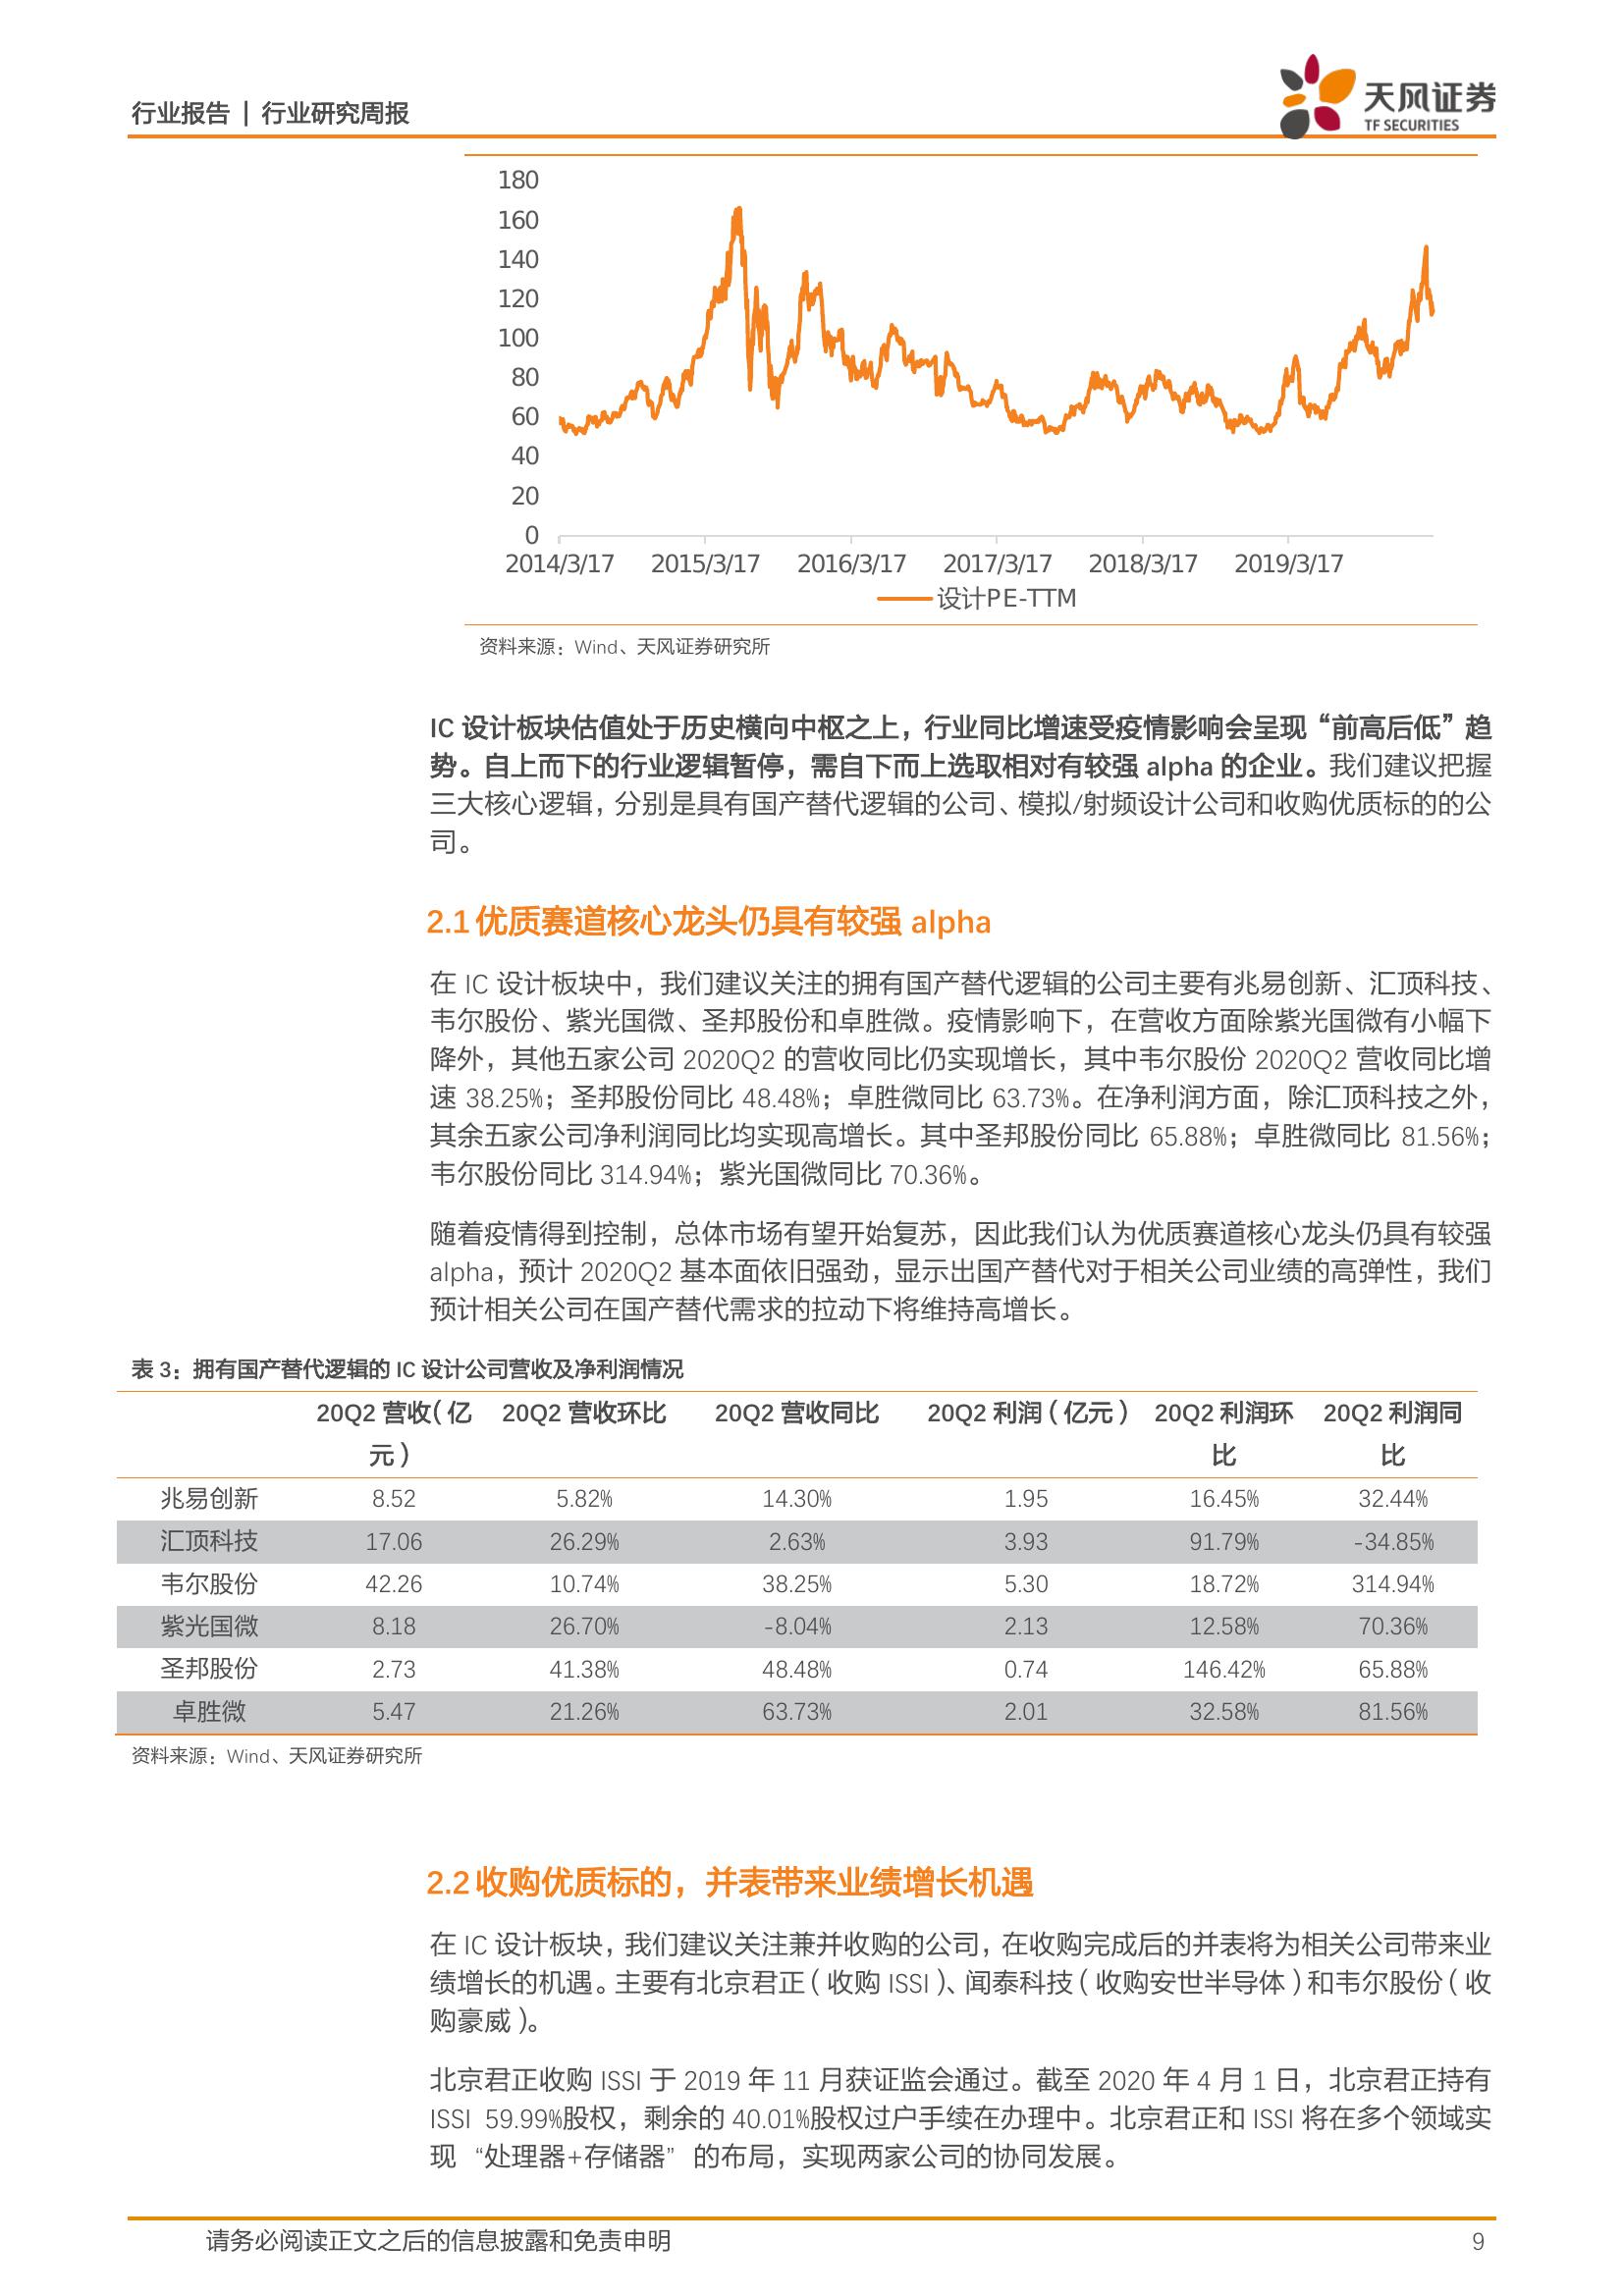 行业报告 | 行业研究周报
天风证券
TF SECURITIES
180
160
140
120
100
80
60
40
20
0
2014/3/17 2015/3/17 2016/3/17 2017/3/17 2018/3/17 2019/3/17
设计PE-TTM
资料来源：Wind、天风证券研究所
IC 设计板块估值处于历史横向中枢之上，行业同比增速受疫情影响会呈现“前高后低”趋
势。自上而下的行业逻辑暂停，需自下而上选取相对有较强 alpha 的企业。我们建议把握
三大核心逻辑，分别是具有国产替代逻辑的公司、模拟/射频设计公司和收购优质标的的公
司。
2.1 优质赛道核心龙头仍具有较强 alpha
在 IC 设计板块中，我们建议关注的拥有国产替代逻辑的公司主要有兆易创新、汇顶科技、
韦尔股份、紫光国微、圣邦股份和卓胜微。疫情影响下，在营收方面除紫光国微有小幅下
降外，其他五家公司 2020Q2 的营收同比仍实现增长，其中韦尔股份 2020Q2 营收同比增
速 38.25%；圣邦股份同比 48.48%；卓胜微同比 63.73%。在净利润方面，除汇顶科技之外，
其余五家公司净利润同比均实现高增长。其中圣邦股份同比 65.88%；卓胜微同比 81.56%；
韦尔股份同比 314.94%；紫光国微同比 70.36%。
随着疫情得到控制，总体市场有望开始复苏，因此我们认为优质赛道核心龙头仍具有较强
alpha，预计 2020Q2 基本面依旧强劲，显示出国产替代对于相关公司业绩的高弹性，我们
预计相关公司在国产替代需求的拉动下将维持高增长。
表 3：拥有国产替代逻辑的 IC 设计公司营收及净利润情况
20Q2 营收（亿 20Q2 营收环比 20Q2 营收同比 20Q2 利润（亿元） 20Q2 利润环 20Q2 利润同
元） 比 比
兆易创新 8.52 5.82% 14.30% 1.95 16.45% 32.44%
汇顶科技 17.06 26.29% 2.63% 3.93 91.79% -34.85%
韦尔股份 42.26 10.74% 38.25% 5.30 18.72% 314.94%
紫光国微 8.18 26.70% -8.04% 2.13 12.58% 70.36%
圣邦股份 2.73 41.38% 48.48% 0.74 146.42% 65.88%
卓胜微 5.47 21.26% 63.73% 2.01 32.58% 81.56%
资料来源：Wind、天风证券研究所
2.2 收购优质标的，并表带来业绩增长机遇
在 IC 设计板块，我们建议关注兼并收购的公司，在收购完成后的并表将为相关公司带来业
绩增长的机遇。主要有北京君正（收购 ISSI）、闻泰科技（收购安世半导体）和韦尔股份（收
购豪威）。
北京君正收购 ISSI 于 2019 年 11 月获证监会通过。截至 2020 年 4 月 1 日，北京君正持有
ISSI 59.99%股权，剩余的 40.01%股权过户手续在办理中。北京君正和 ISSI 将在多个领域实
现 “处理器+存储器” 的布局，实现两家公司的协同发展。
请务必阅读正文之后的信息披露和免责申明 9